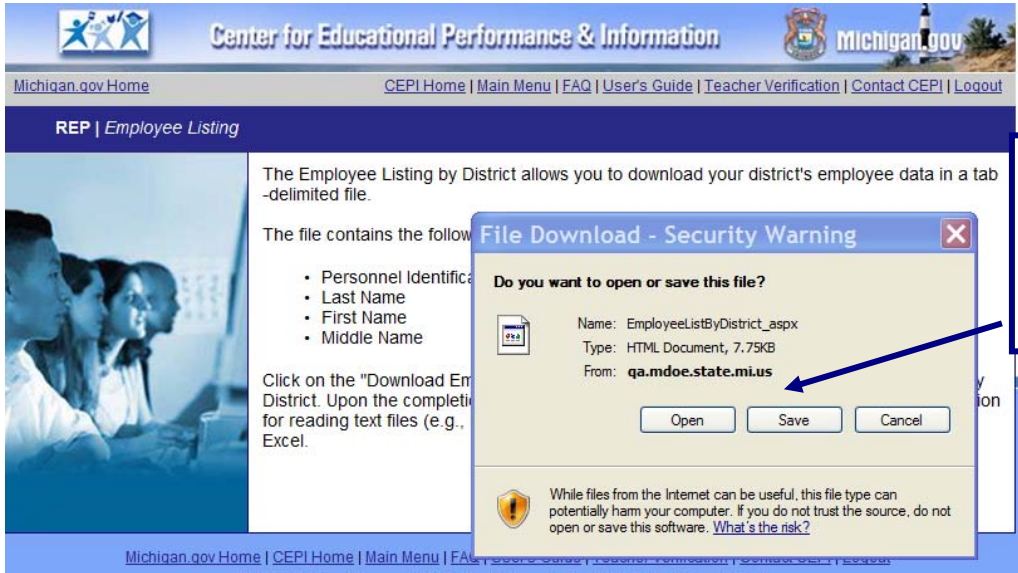 Center for Educational Performance & Information
Michigan.gov
Michigan.gov Home
CEPI Home | Main Menu | FAQ | User's Guide | Teacher Verification | Contact CEPI | Logout
REP | Employee Listing
The Employee Listing by District allows you to download your district's employee data in a tab
-delimited file.
The file contains the follow
• Personnel Identifica
• Last Name
• First Name
• Middle Name
Click on the "Download Em
District. Upon the completi
for reading text files (e.g.,
Excel.
File Download - Security Warning
Do you want to open or save this file?
Name: EmployeeListByDistrict_aspx
Type: HTML Document, 7.75KB
From: qa.mdoe.state.mi.us
Open Save Cancel
While files from the Internet can be useful, this file type can
potentially harm your computer. If you do not trust the source, do not
open or save this software. What's the risk?
Michigan.gov Home | CEPI Home | Main Menu | FAQ